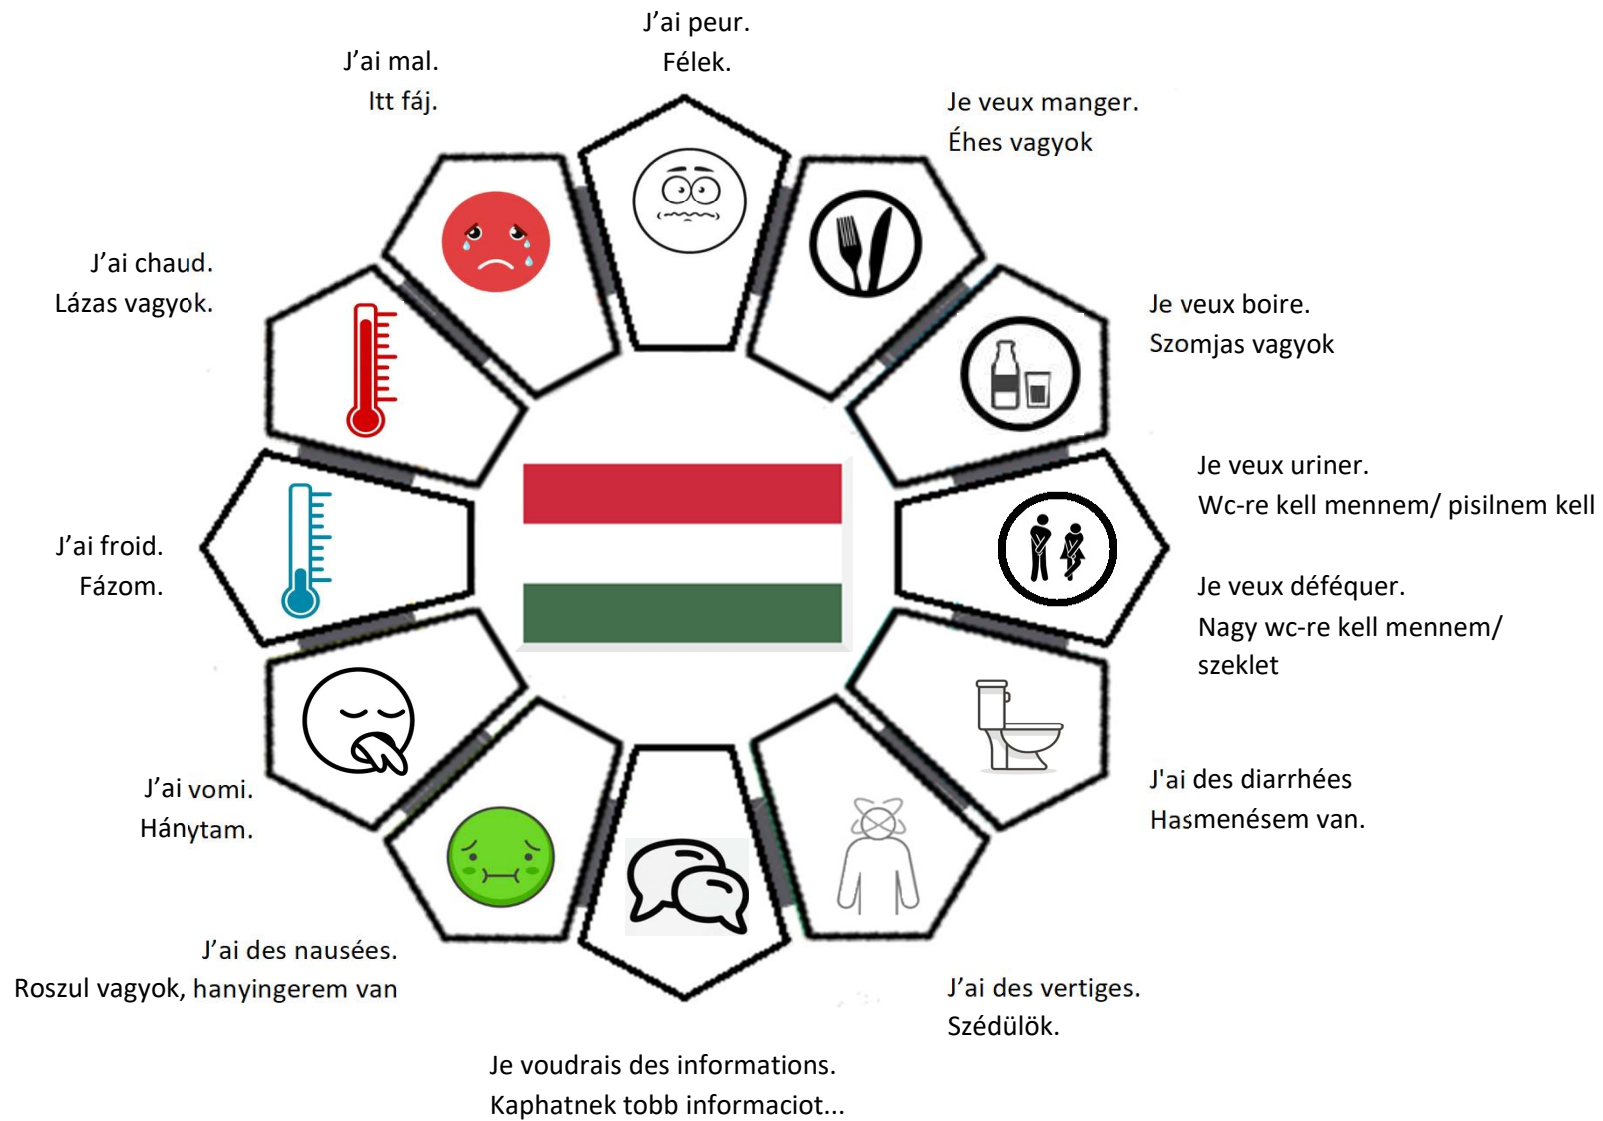 J’ai peur.
Félek.
J’ai mal.
Itt fáj.
Je veux manger.
Éhes vagyok
J’ai chaud.
Lázas vagyok.
Je veux boire.
Szomjas vagyok
Je veux uriner.
Wc-re kell mennem/ pisilnem kell
J’ai froid.
Fázom.
Je veux déféquer.
Nagy wc-re kell mennem/
szeklet
J’ai vomi.
Hánytam.
J'ai des diarrhées
Hasmenésem van.
J’ai des nausées.
Roszul vagyok, hanyingerem van
J’ai des vertiges.
Szédülök.
Je voudrais des informations.
Kaphatnek tobb informaciot...